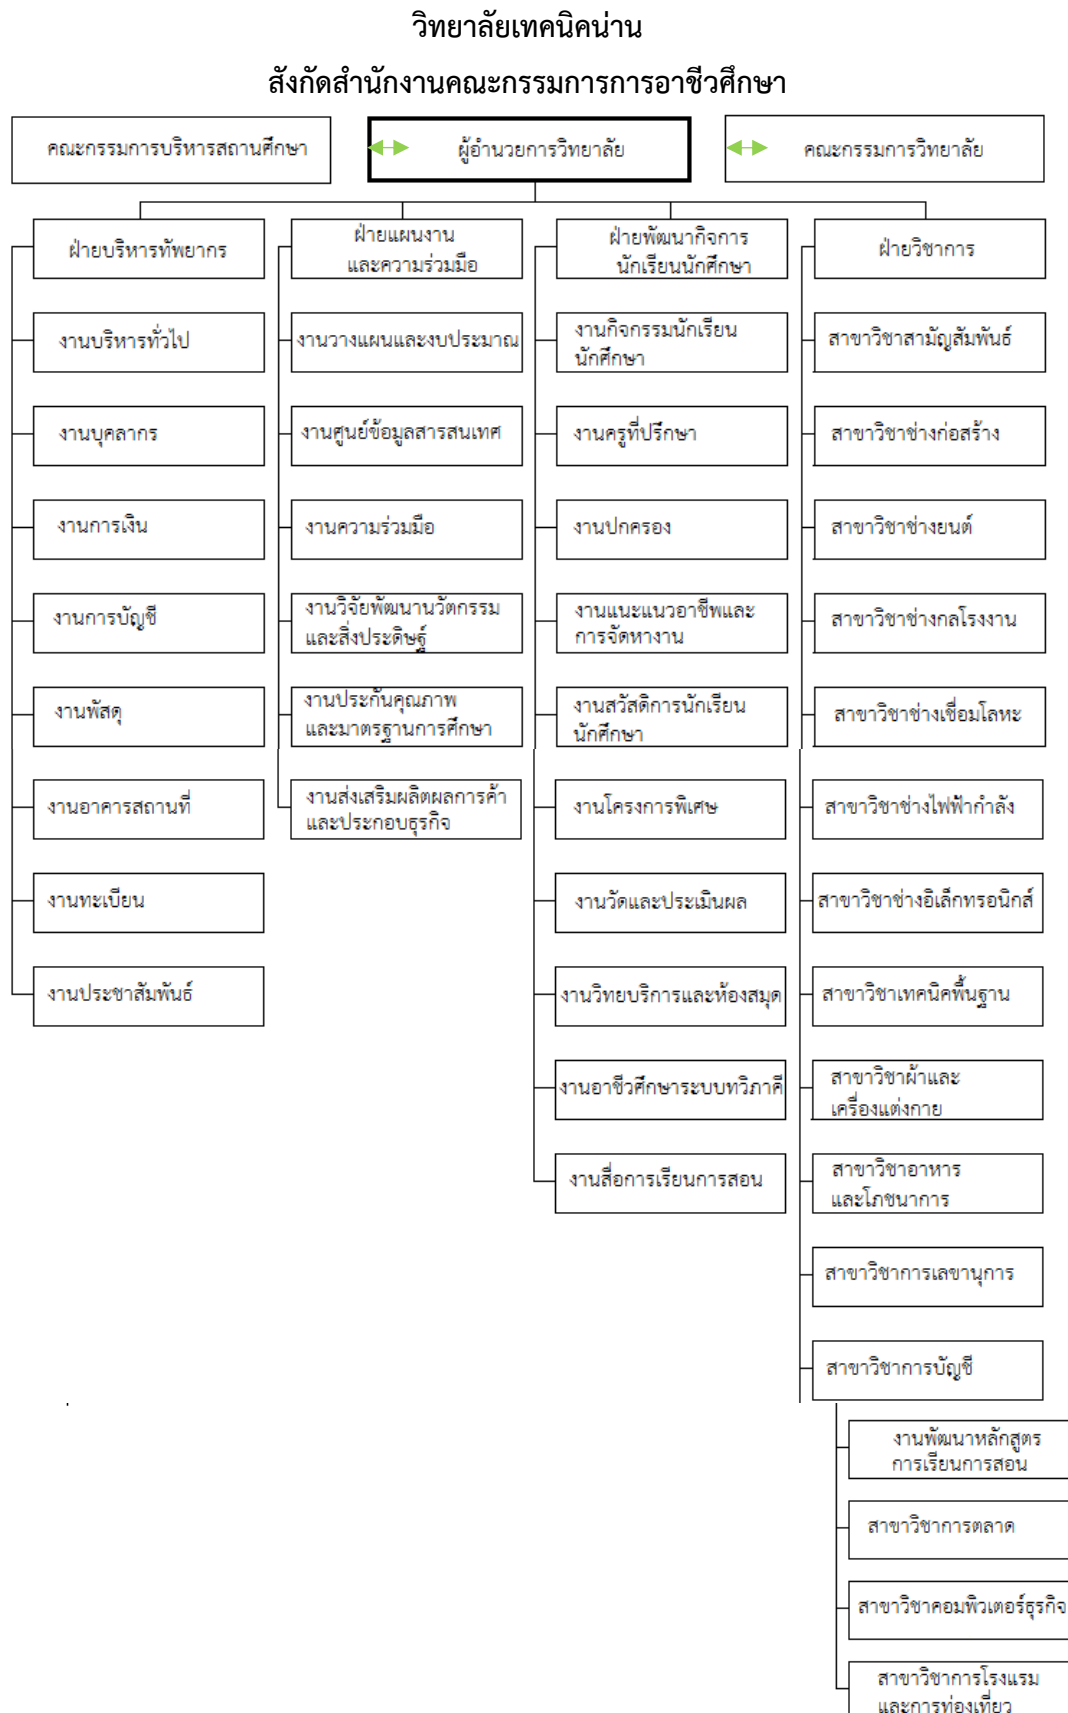 วิทยาลัยเทคนิคน่าน
สังกัดสำนักงานคณะกรรมการการอาชีวศึกษา
คณะกรรมการบริหารสถานศึกษา
ผู้อำนวยการวิทยาลัย
คณะกรรมการวิทยาลัย
ฝ่ายบริหารทัพยากร
งานบริหารทั่วไป
งานบุคลากร
งานการเงิน
งานการบัญชี
งานพัสดุ
งานอาคารสถานที่
งานทะเบียน
งานประชาสัมพันธ์
ฝ่ายแผนงาน
และความร่วมมือ
งานวางแผนและงบประมาณ
งานศูนย์ข้อมูลสารสนเทศ
งานความร่วมมือ
งานวิจัยพัฒนานวัตกรรม
และสิ่งประดิษฐ์
งานประกันคุณภาพ
และมาตรฐานการศึกษา
งานส่งเสริมผลิตผลการค้า
และประกอบธุรกิจ
ฝ่ายพัฒนากิจการ
นักเรียนนักศึกษา
งานกิจกรรมนักเรียน
นักศึกษา
งานครูที่ปรึกษา
งานปกครอง
งานแนะแนวอาชีพและ
การจัดหางาน
งานสวัสดิการนักเรียน
นักศึกษา
งานโครงการพิเศษ
งานวัดและประเมินผล
งานวิทยบริการและห้องสมุด
งานอาชีวศึกษาระบบทวิภาคี
งานสื่อการเรียนการสอน
ฝ่ายวิชาการ
สาขาวิชาสามัญสัมพันธ์
สาขาวิชาช่างก่อสร้าง
สาขาวิชาช่างยนต์
สาขาวิชาช่างกลโรงงาน
สาขาวิชาช่างเชื่อมโลหะ
สาขาวิชาช่างไฟฟ้ากำลัง
สาขาวิชาช่างอิเล็กทรอนิกส์
สาขาวิชาเทคนิคพื้นฐาน
สาขาวิชาผ้าและ
เครื่องแต่งกาย
สาขาวิชาอาหาร
และโภชนาการ
สาขาวิชาการเลขานุการ
สาขาวิชาการบัญชี
งานพัฒนาหลักสูตร
การเรียนการสอน
สาขาวิชาการตลาด
สาขาวิชาคอมพิวเตอร์ธุรกิจ
สาขาวิชาการโรงแรม
และการท่องเที่ยว